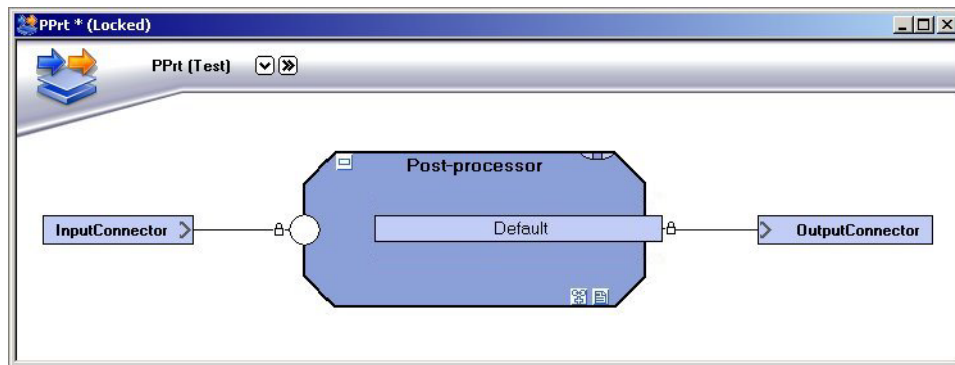 PPrt * (Locked)
PPrt (Test)
Post-processor
InputConnector
Default
OutputConnector